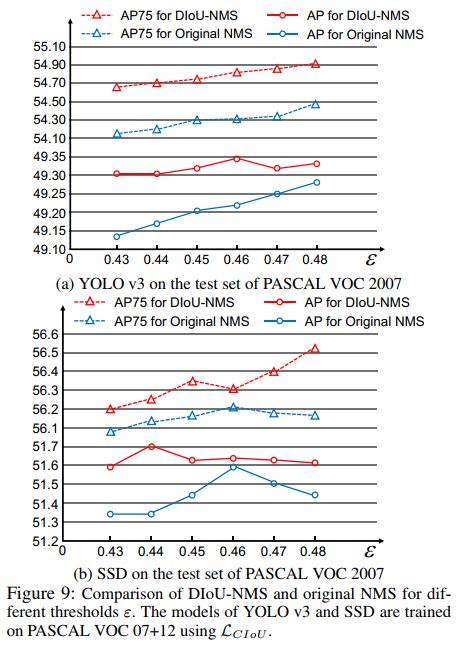 AP75 for DIoU-NMS AP for DIoU-NMS
AP75 for Original NMS AP for Original NMS
55.10
54.90
54.70
54.50
54.30
54.10
49.35
49.30
49.25
49.20
49.15
49.10
0 0.43 0.44 0.45 0.46 0.47 0.48 ε
(a) YOLO v3 on the test set of PASCAL VOC 2007
AP75 for DIoU-NMS AP for DIoU-NMS
AP75 for Original NMS AP for Original NMS
56.6
56.5
56.4
56.3
56.2
56.1
51.7
51.6
51.5
51.4
51.3
51.2
0 0.43 0.44 0.45 0.46 0.47 0.48 ε
(b) SSD on the test set of PASCAL VOC 2007
Figure 9: Comparison of DIoU-NMS and original NMS for dif-
ferent thresholds ε. The models of YOLO v3 and SSD are trained
on PASCAL VOC 07+12 using ℒCIoU.